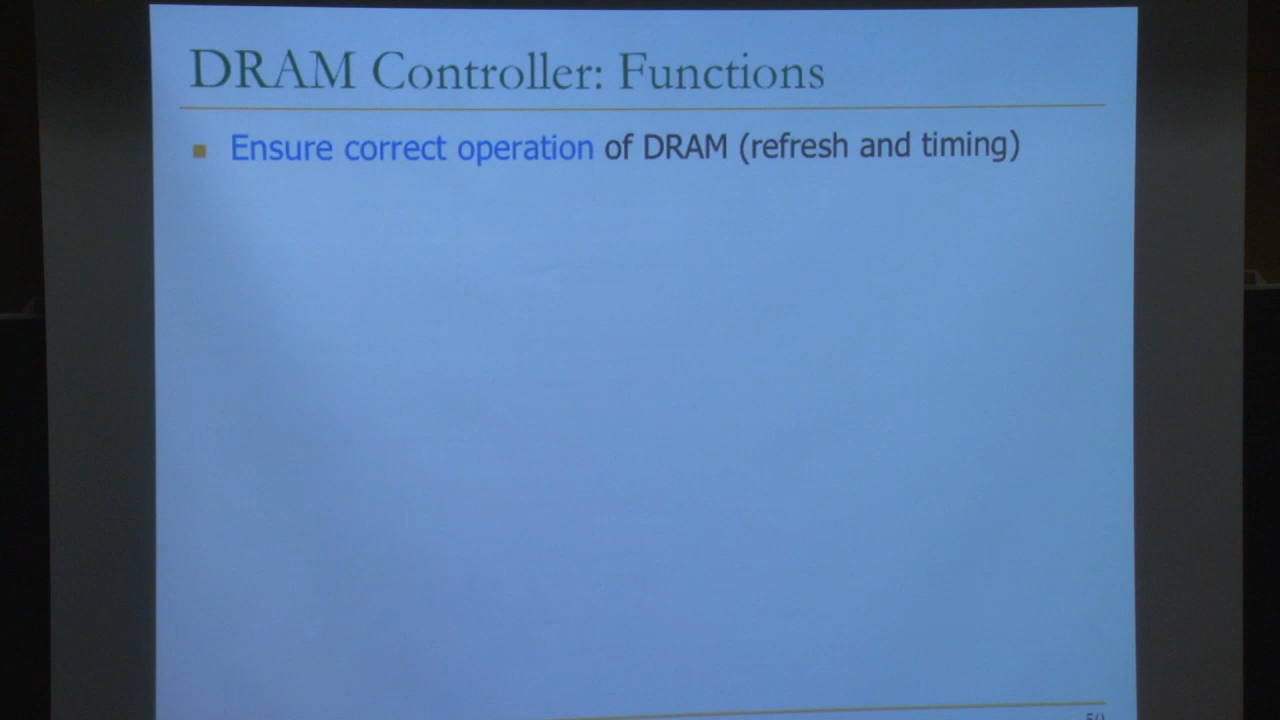 DRAM Controller: Functions
Ensure correct operation of DRAM (refresh and timing)